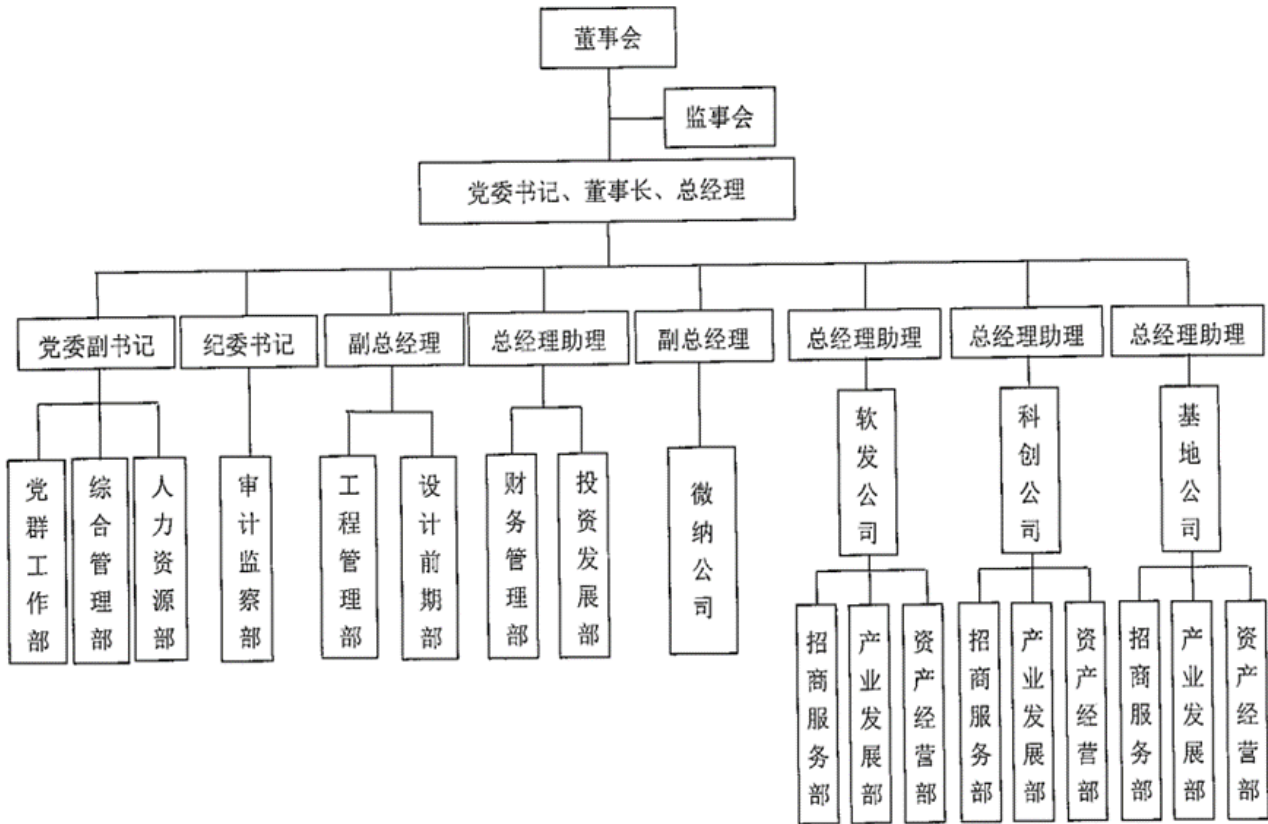 董事会
监事会
党委书记、董事长、总经理
党委副书记
纪委书记
副总经理
总经理助理
副总经理
总经理助理
总经理助理
总经理助理
党群工作部
综合管理部
人力资源部
审计监察部
工程管理部
设计前期部
财务管理部
投资发展部
微纳公司
软发公司
科创公司
基地公司
招商服务部
产业发展部
资产经营部
招商服务部
产业发展部
资产经营部
招商服务部
产业发展部
资产经营部